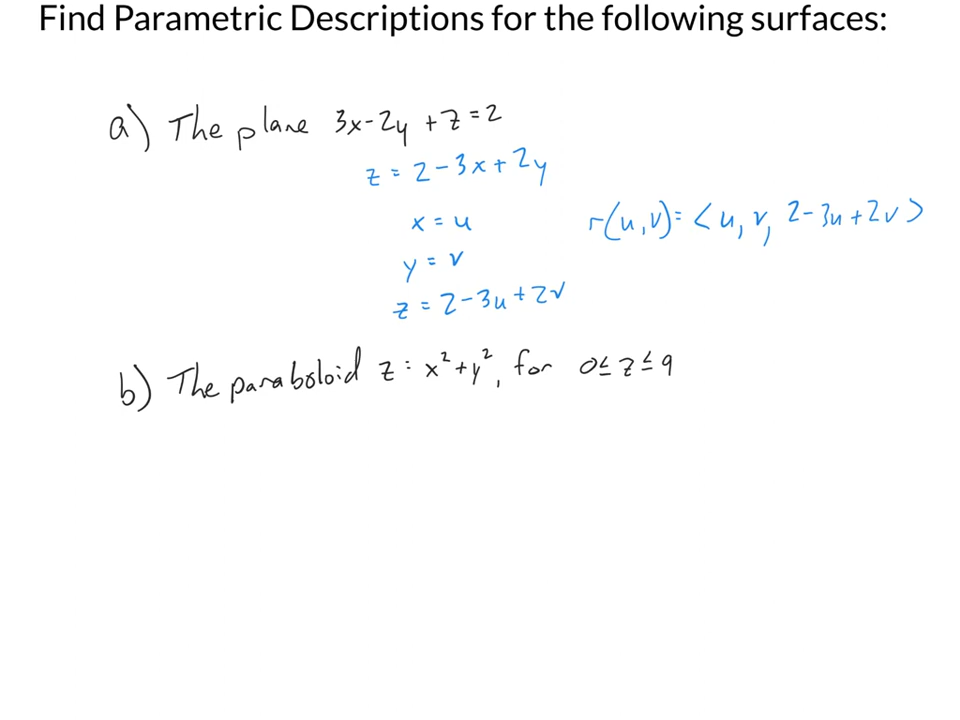 Find Parametric Descriptions for the following surfaces:
a) The plane 3x-2y+z=2
z = 2-3x+2y
x = u
r(u,v)= <u, v, 2-3u+2v>
y = v
z = 2-3u+2v
b) The paraboloid z = x²+y², for 0≤z≤9